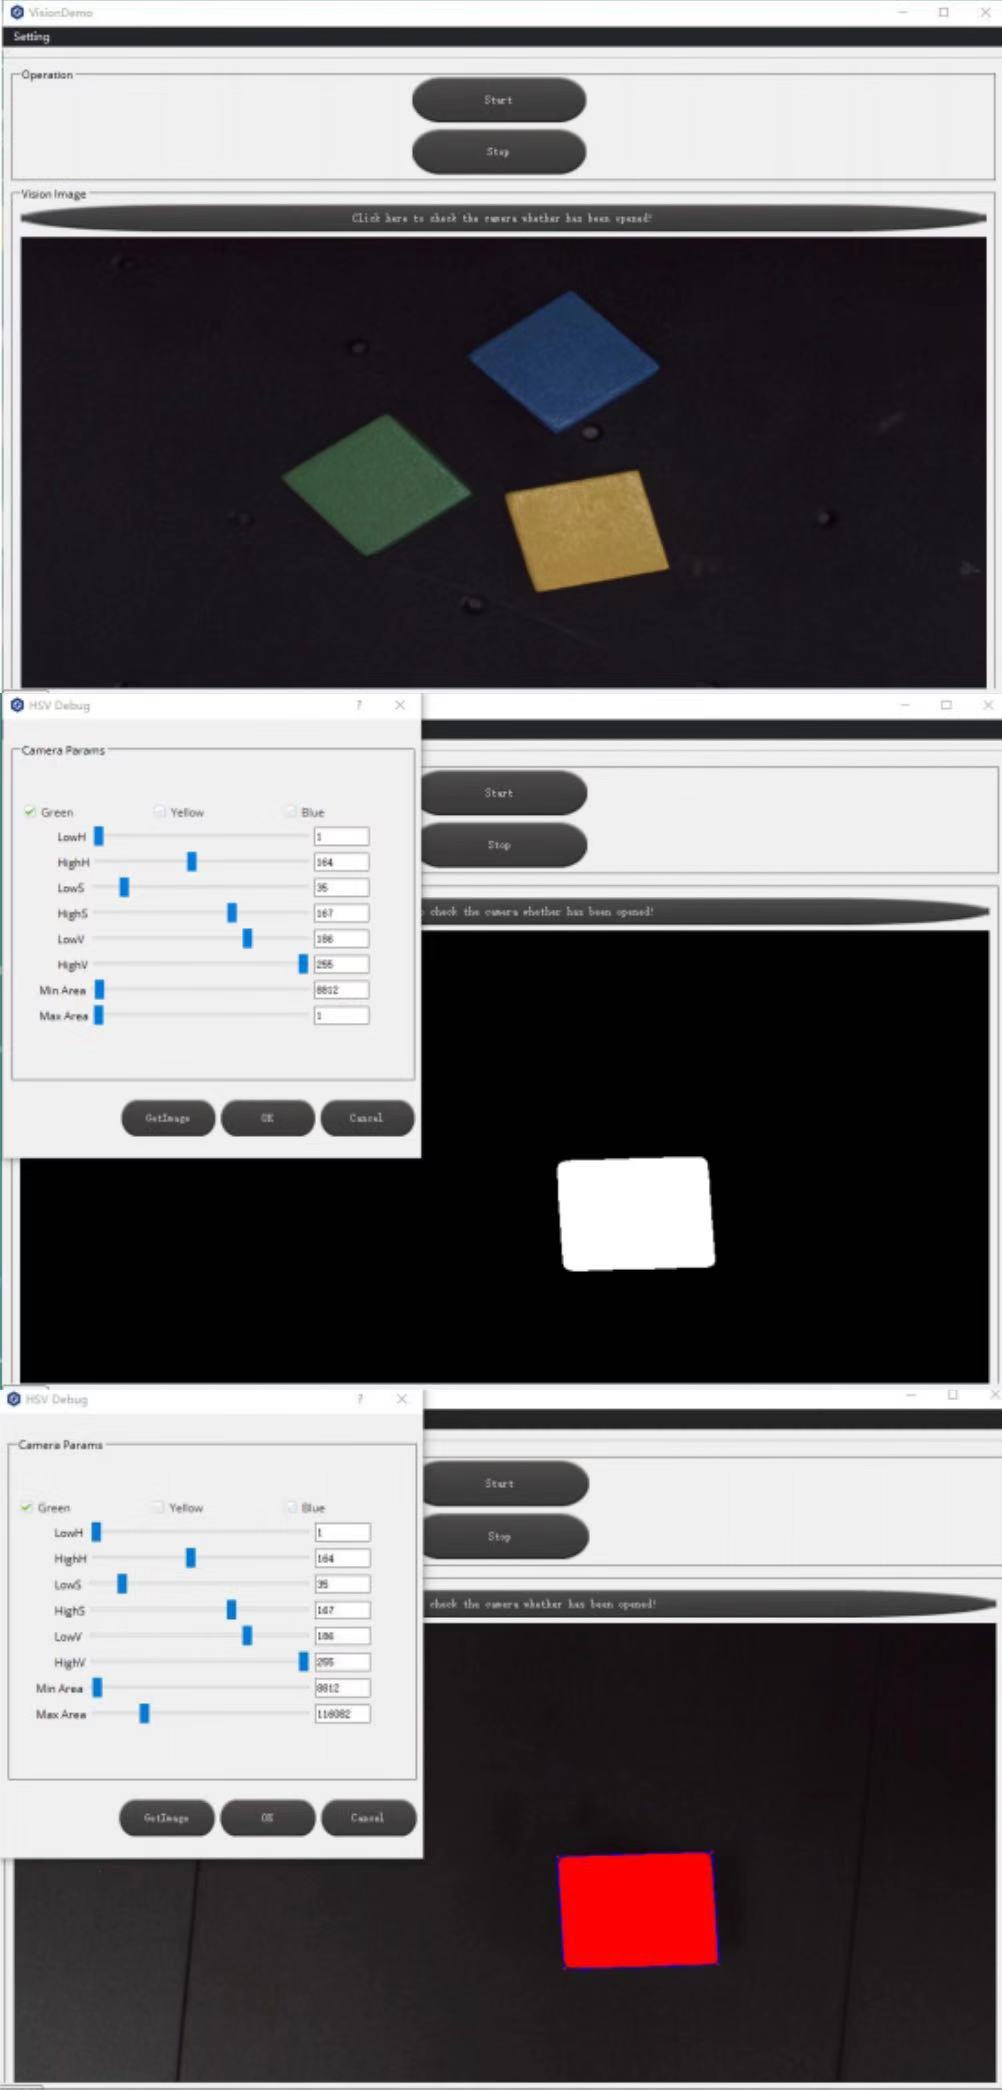 VisionDemo
Setting
Operation
Start
Stop
Vision Image
Click here to check the camera whether has been opened!
HSV Debug ?
Camera Params
Green Yellow Blue
LowH 1
HighH 164
LowS 35
HighS 167
LowV 186
HighV 255
Min Area 8812
Max Area 1
GetImage OK Cancel
Start
Stop
check the camera whether has been opened!
HSV Debug ?
Camera Params
Green Yellow Blue
LowH 1
HighH 164
LowS 35
HighS 167
LowV 186
HighV 255
Min Area 8812
Max Area 116082
GetImage OK Cancel
Start
Stop
check the camera whether has been opened!